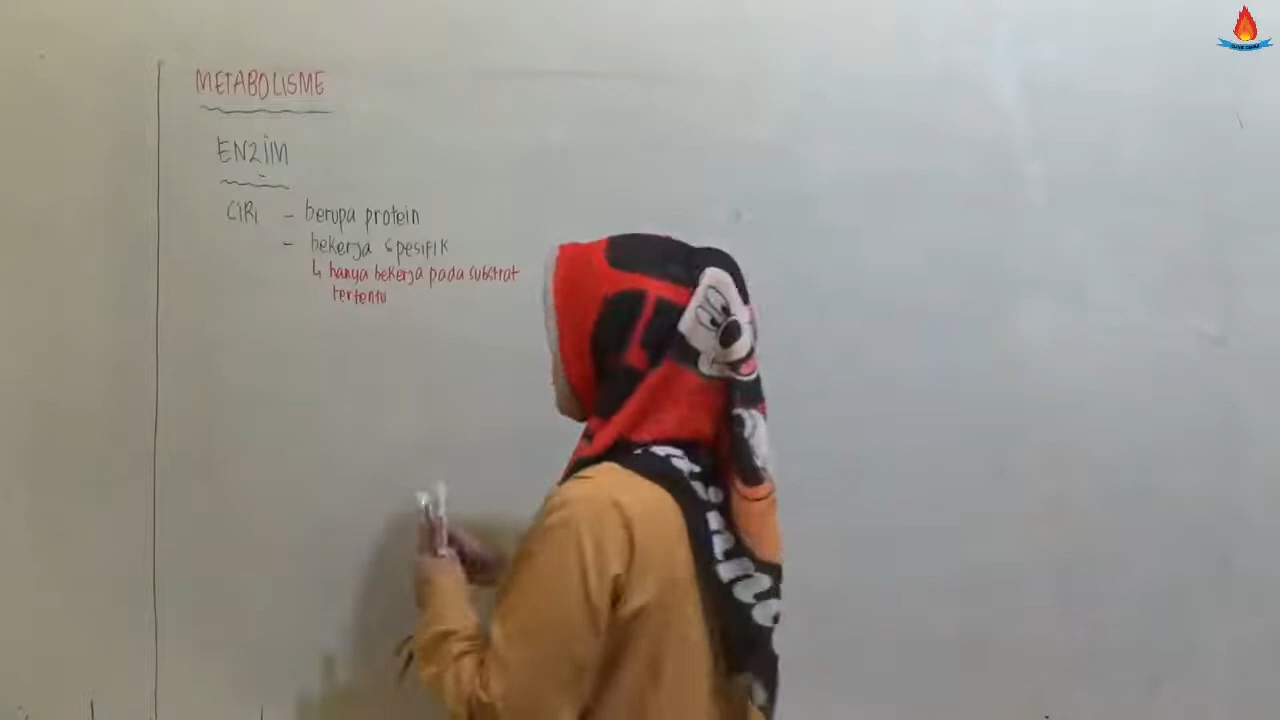 METABOLISME
ENZIM
CIRI - berupa protein
- bekerja spesifik
↳ hanya bekerja pada substrat
tertentu